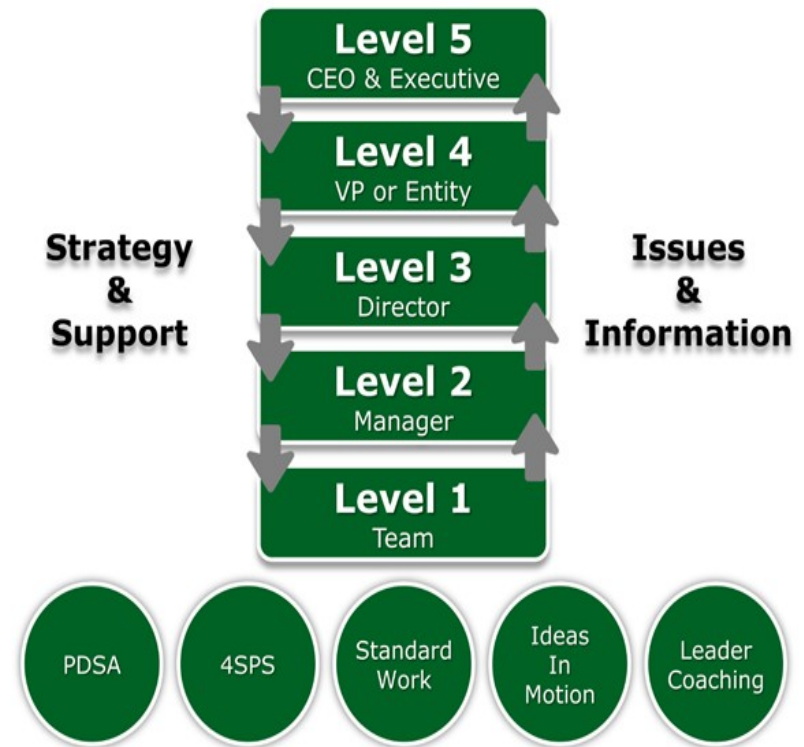 Level 5
CEO & Executive
Level 4
VP or Entity
Strategy
&
Support
Level 3
Director
Issues
&
Information
Level 2
Manager
Level 1
Team
PDSA
4SPS
Standard
Work
Ideas
In
Motion
Leader
Coaching